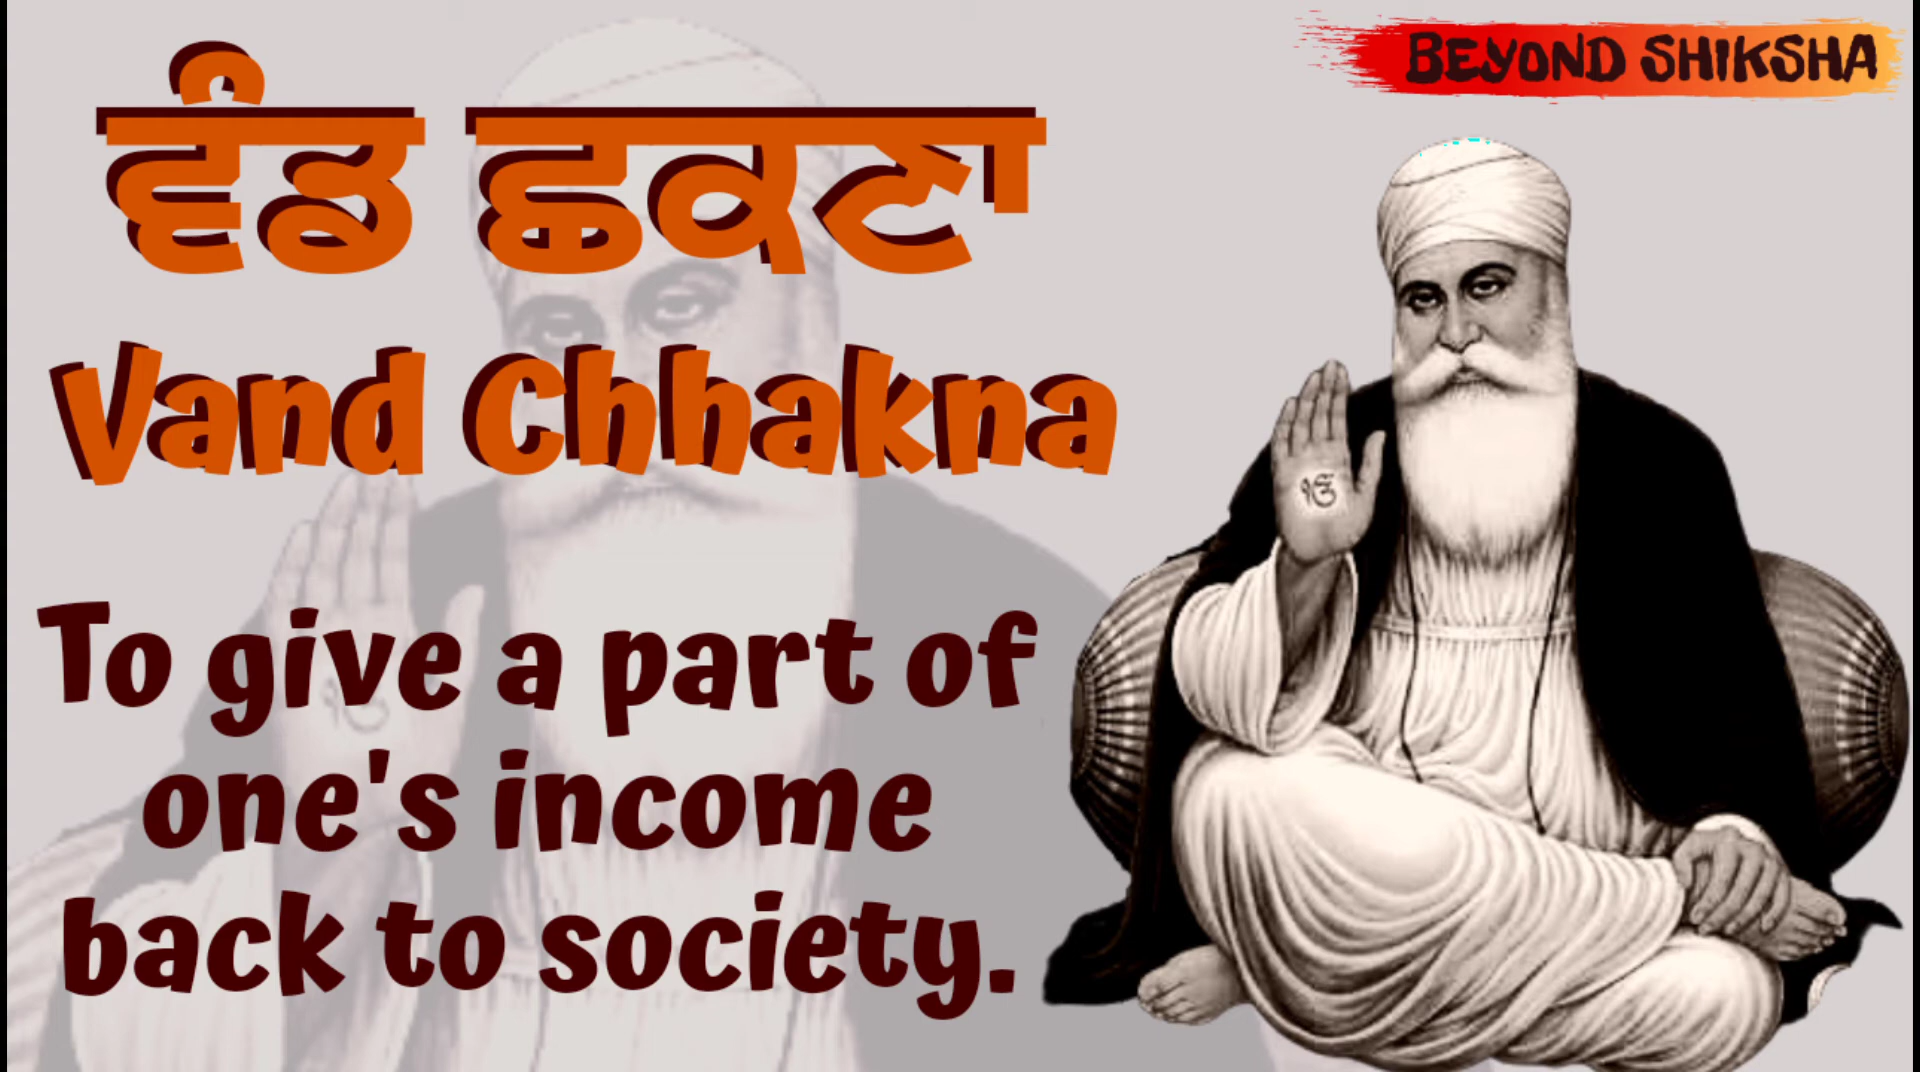 BEYOND SHIKSHA
ਵੰਡ ਛਕਣਾ
Vand Chhakna
To give a part of
one's income
back to society.
ੴ